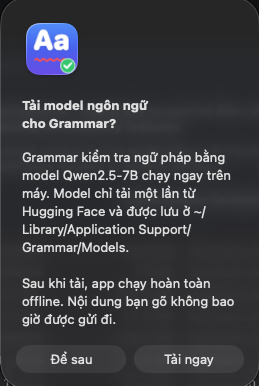 Aa
Tải model ngôn ngữ
cho Grammar?
Grammar kiểm tra ngữ pháp bằng
model Qwen2.5-7B chạy ngay trên
máy. Model chỉ tải một lần từ
Hugging Face và được lưu ở ~/
Library/Application Support/
Grammar/Models.
Sau khi tải, app chạy hoàn toàn
offline. Nội dung bạn gõ không bao
giờ được gửi đi.
Để sau
Tải ngay